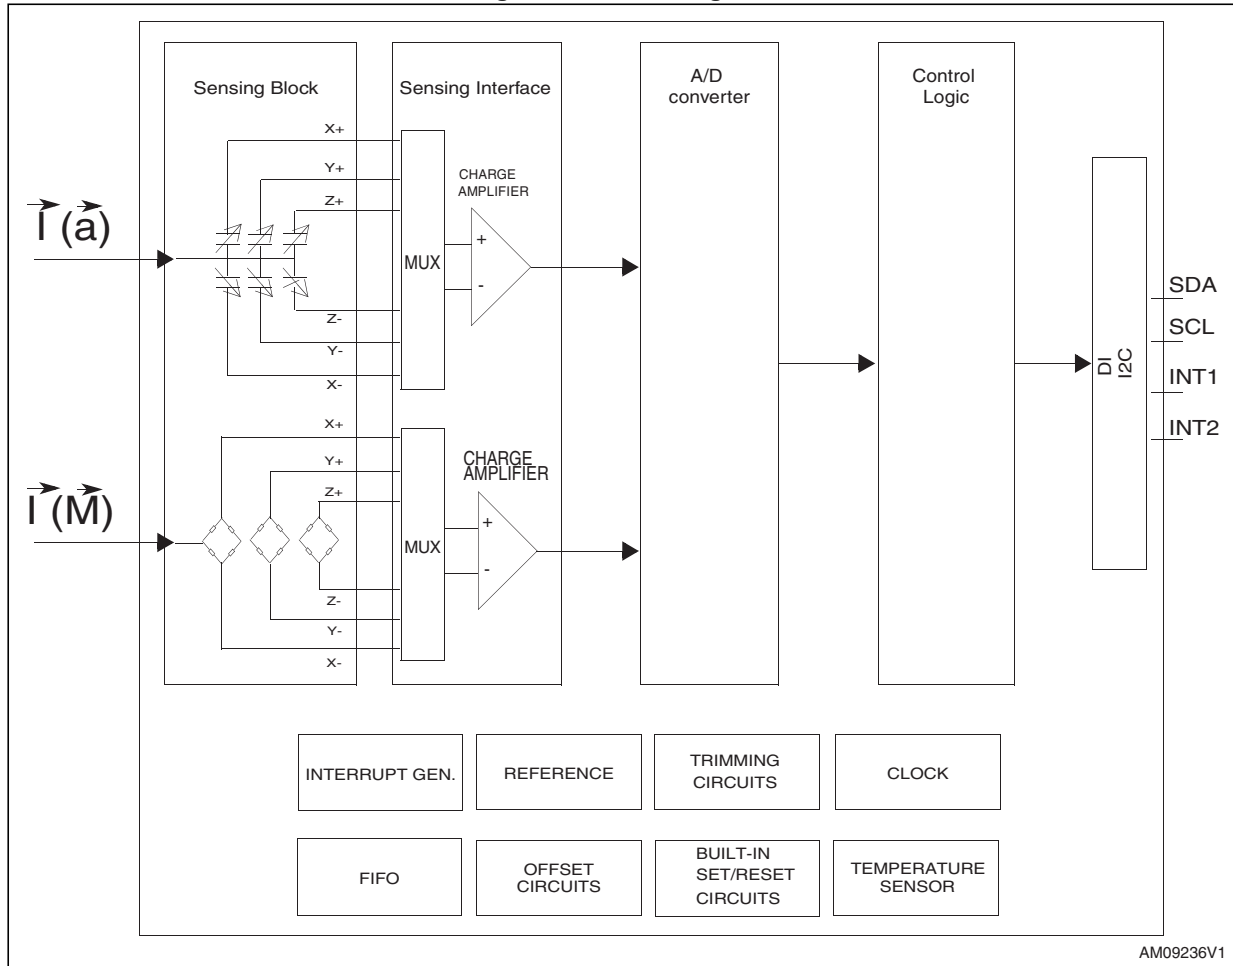 Sensing Block
Sensing Interface
A/D
converter
Control
Logic
X+
Y+
Z+
CHARGE
AMPLIFIER
I (a)
MUX
+
-
Z-
Y-
X-
SDA
SCL
INT1
INT2
DI
I2C
X+
Y+
Z+
CHARGE
AMPLIFIER
I (M)
MUX
+
-
Z-
Y-
X-
INTERRUPT GEN.
REFERENCE
TRIMMING
CIRCUITS
CLOCK
FIFO
OFFSET
CIRCUITS
BUILT-IN
SET/RESET
CIRCUITS
TEMPERATURE
SENSOR
AM09236V1